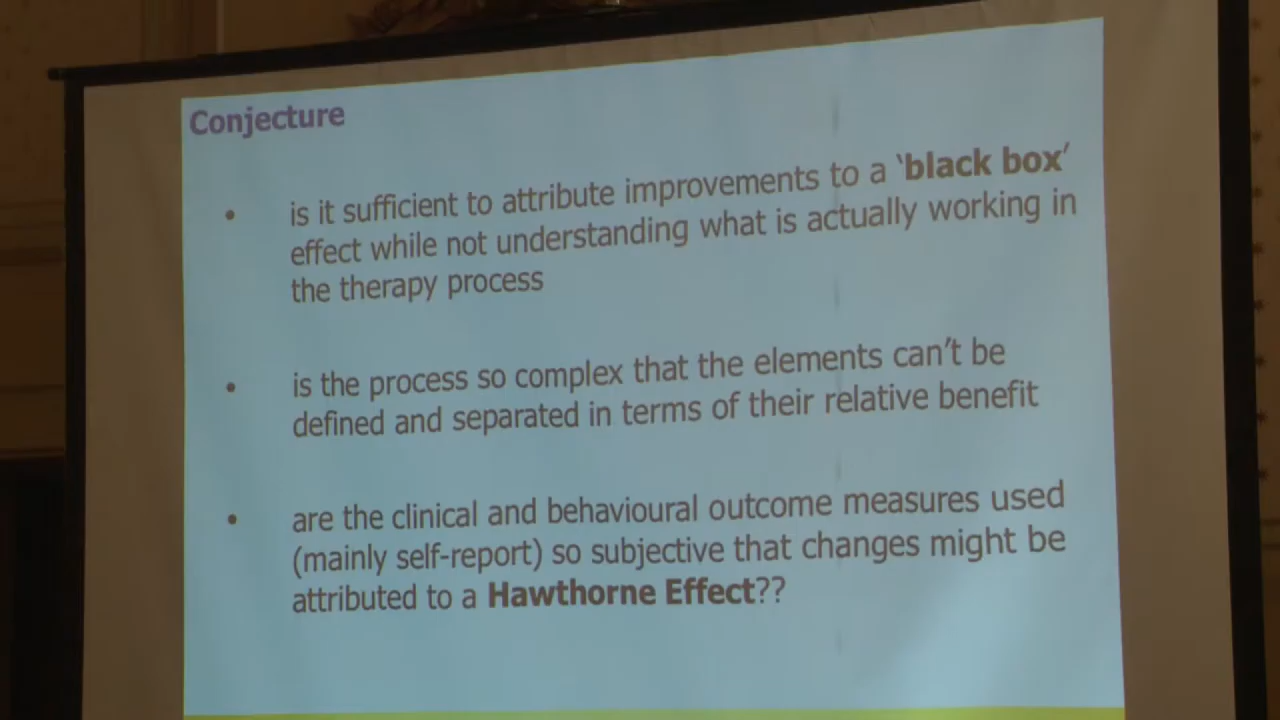 Conjecture
• is it sufficient to attribute improvements to a ‘black box’
effect while not understanding what is actually working in
the therapy process
• is the process so complex that the elements can’t be
defined and separated in terms of their relative benefit
• are the clinical and behavioural outcome measures used
(mainly self-report) so subjective that changes might be
attributed to a Hawthorne Effect??